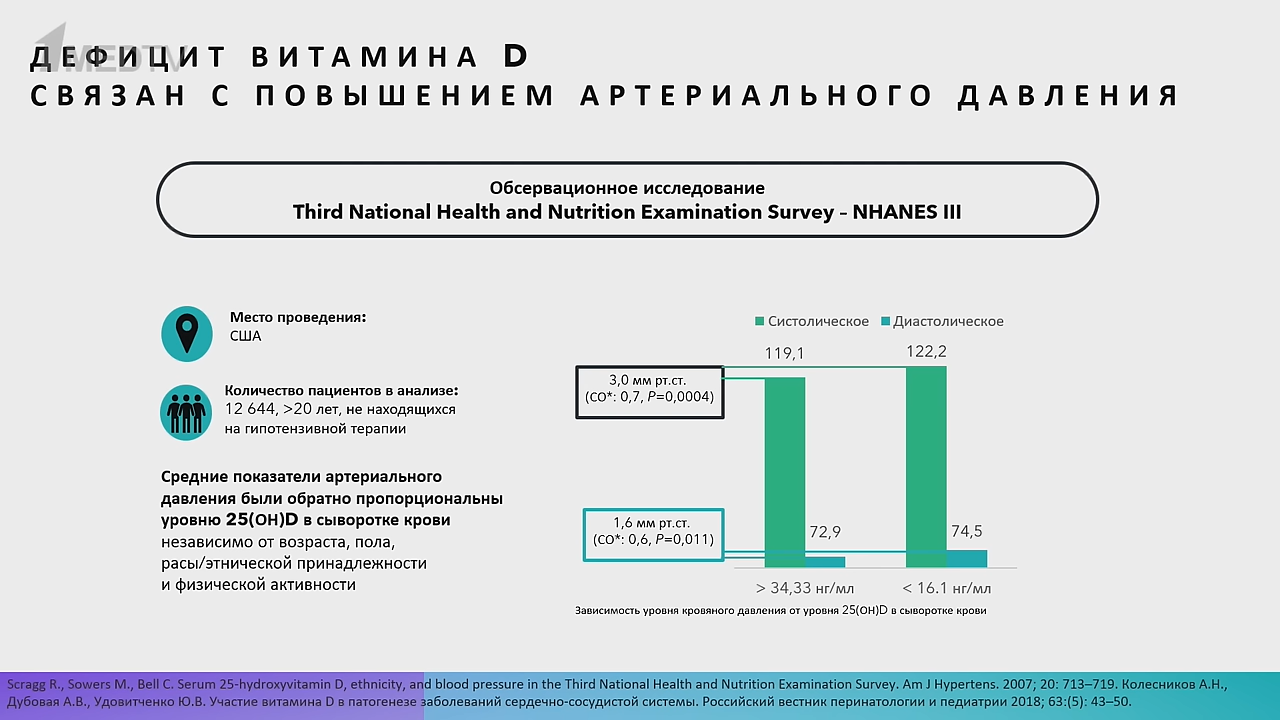 1MEDTV
ДЕФИЦИТ ВИТАМИНА D
СВЯЗАН С ПОВЫШЕНИЕМ АРТЕРИАЛЬНОГО ДАВЛЕНИЯ
Обсервационное исследование
Third National Health and Nutrition Examination Survey – NHANES III
Место проведения:
США
Количество пациентов в анализе:
12 644, >20 лет, не находящихся
на гипотензивной терапии
Средние показатели артериального
давления были обратно пропорциональны
уровню 25(OH)D в сыворотке крови
независимо от возраста, пола,
расы/этнической принадлежности
и физической активности
Систолическое Диастолическое
119,1 122,2
3,0 мм рт.ст.
(СО*: 0,7, P=0,0004)
1,6 мм рт.ст.
(СО*: 0,6, P=0,011)
72,9 74,5
> 34,33 нг/мл < 16.1 нг/мл
Зависимость уровня кровяного давления от уровня 25(OH)D в сыворотке крови
Scragg R., Sowers M., Bell C. Serum 25-hydroxyvitamin D, ethnicity, and blood pressure in the Third National Health and Nutrition Examination Survey. Am J Hypertens. 2007; 20: 713–719. Колесников А.Н.,
Дубовая А.В., Удовитченко Ю.В. Участие витамина D в патогенезе заболеваний сердечно-сосудистой системы. Российский вестник перинатологии и педиатрии 2018; 63:(5): 43–50.